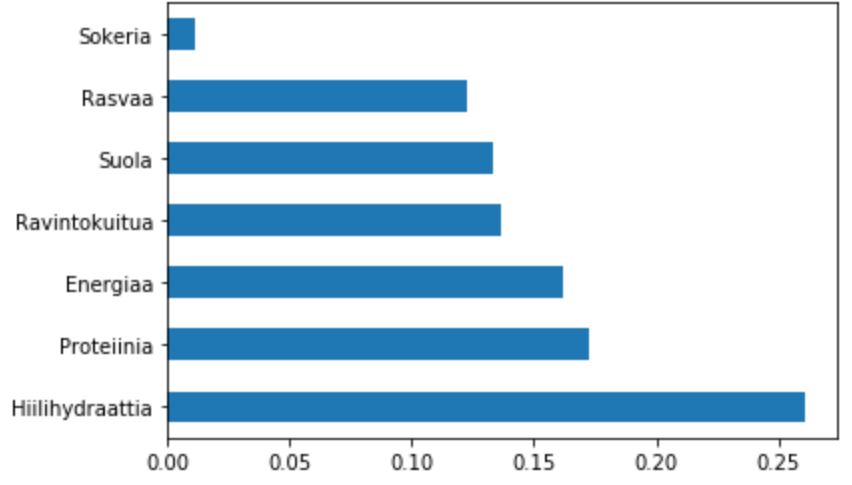 Sokeria
Rasvaa
Suola
Ravintokuitua
Energiaa
Proteiinia
Hiilihydraattia
0.00 0.05 0.10 0.15 0.20 0.25